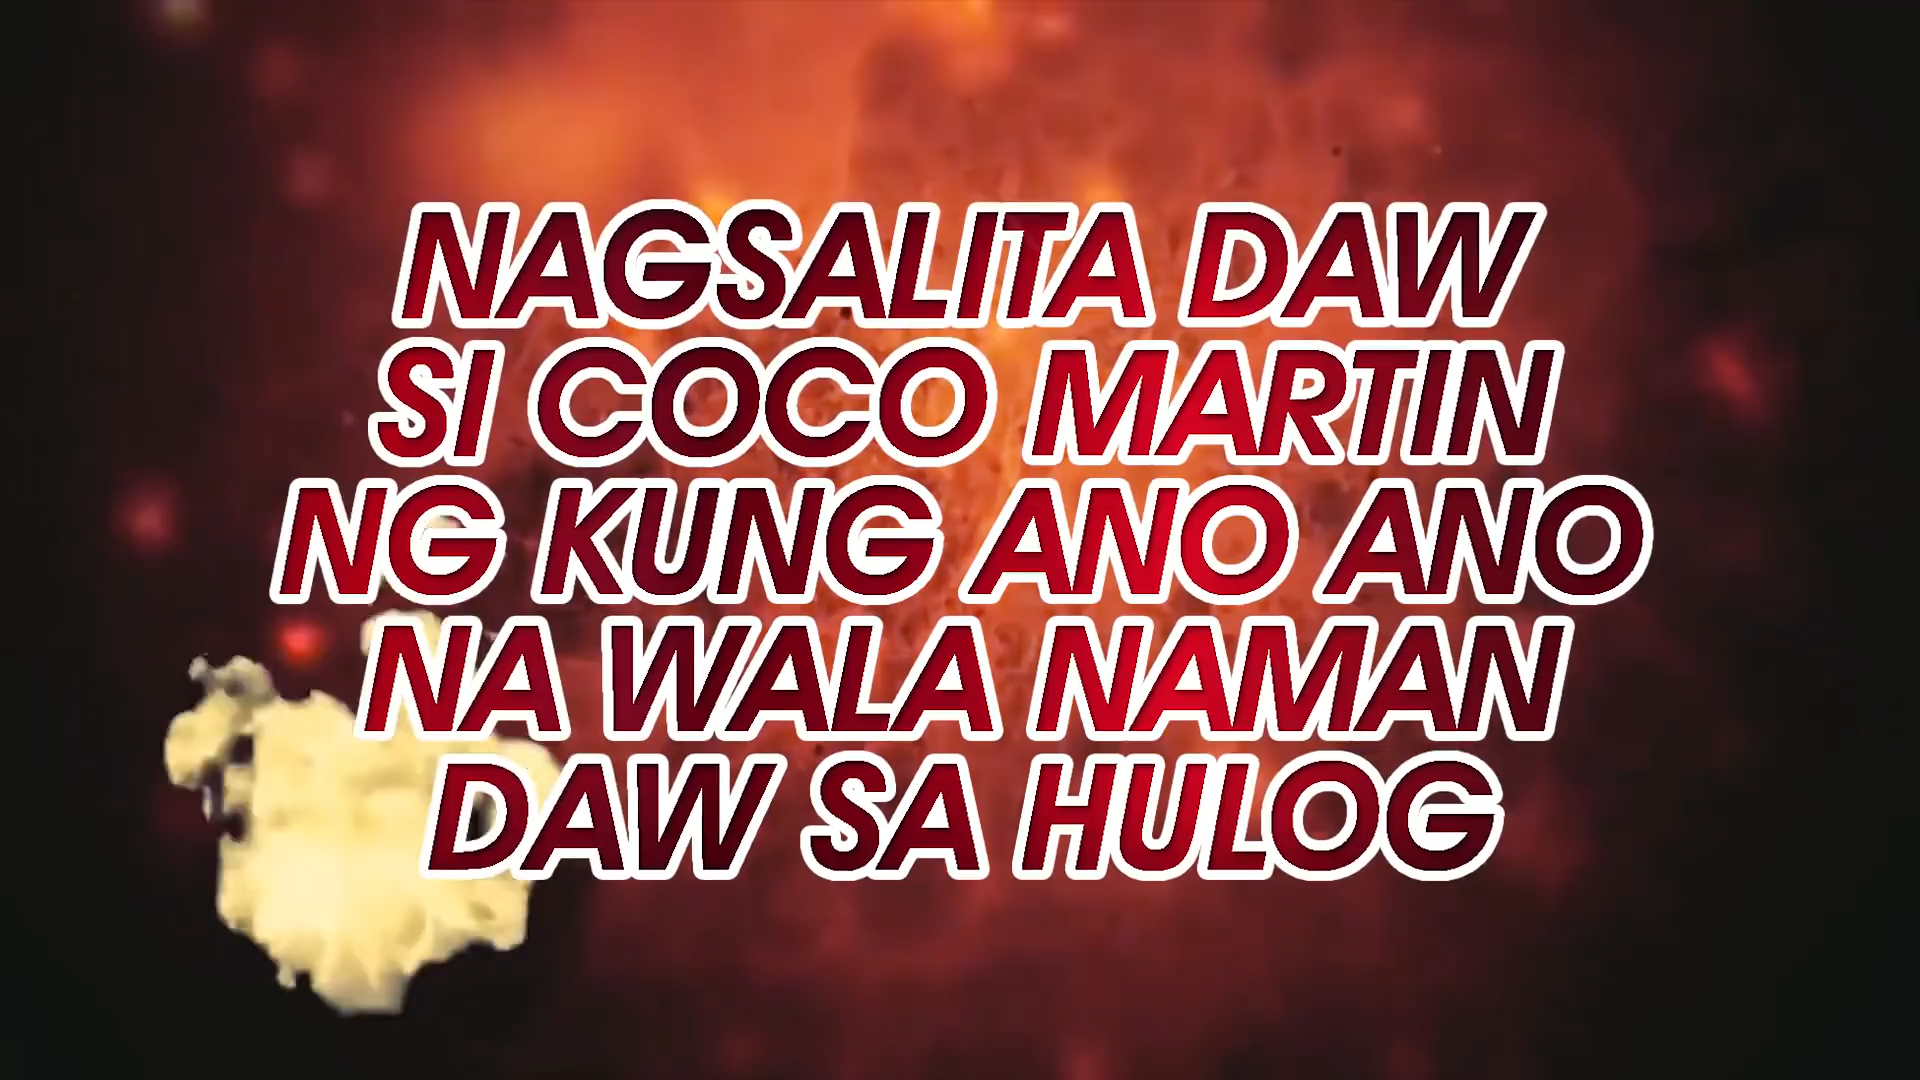 NAGSALITA DAW
SI COCO MARTIN
NG KUNG ANO ANO
NA WALA NAMAN
DAW SA HULOG